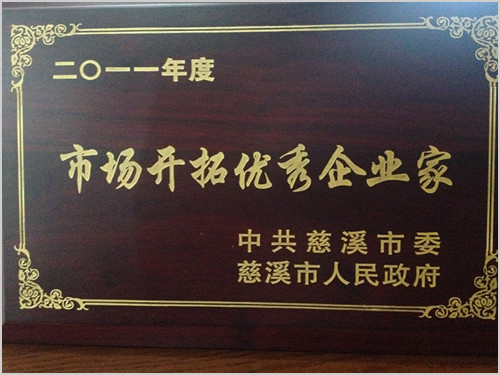 二〇一一年度
市场开拓优秀企业家
中共慈溪市委
慈溪市人民政府